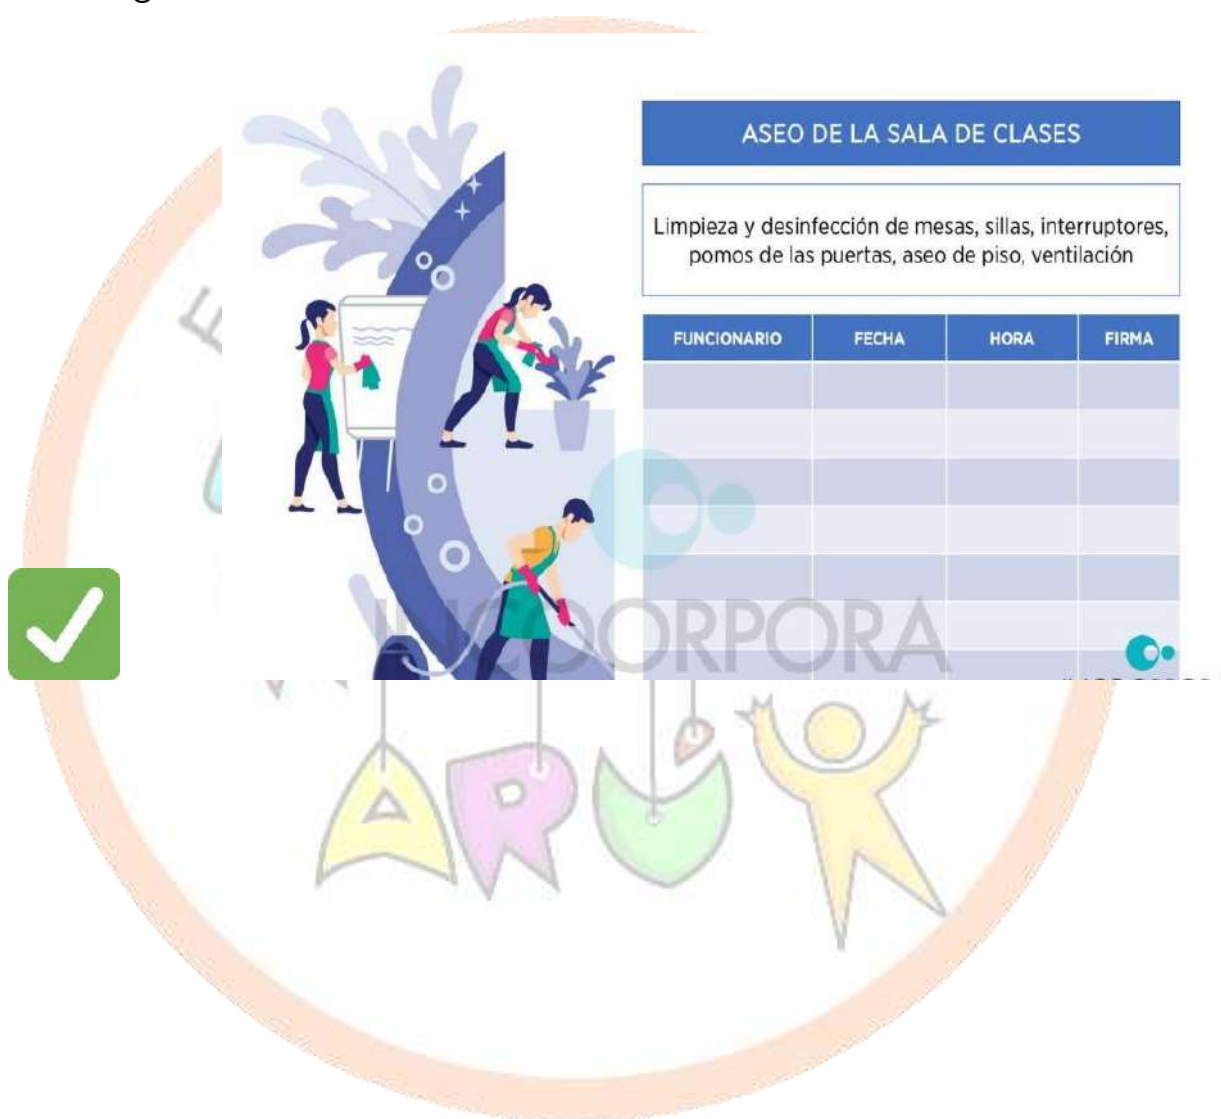 ASEO DE LA SALA DE CLASES
Limpieza y desinfección de mesas, sillas, interruptores,
pomos de las puertas, aseo de piso, ventilación
FUNCIONARIO FECHA HORA FIRMA
INCOORPORA